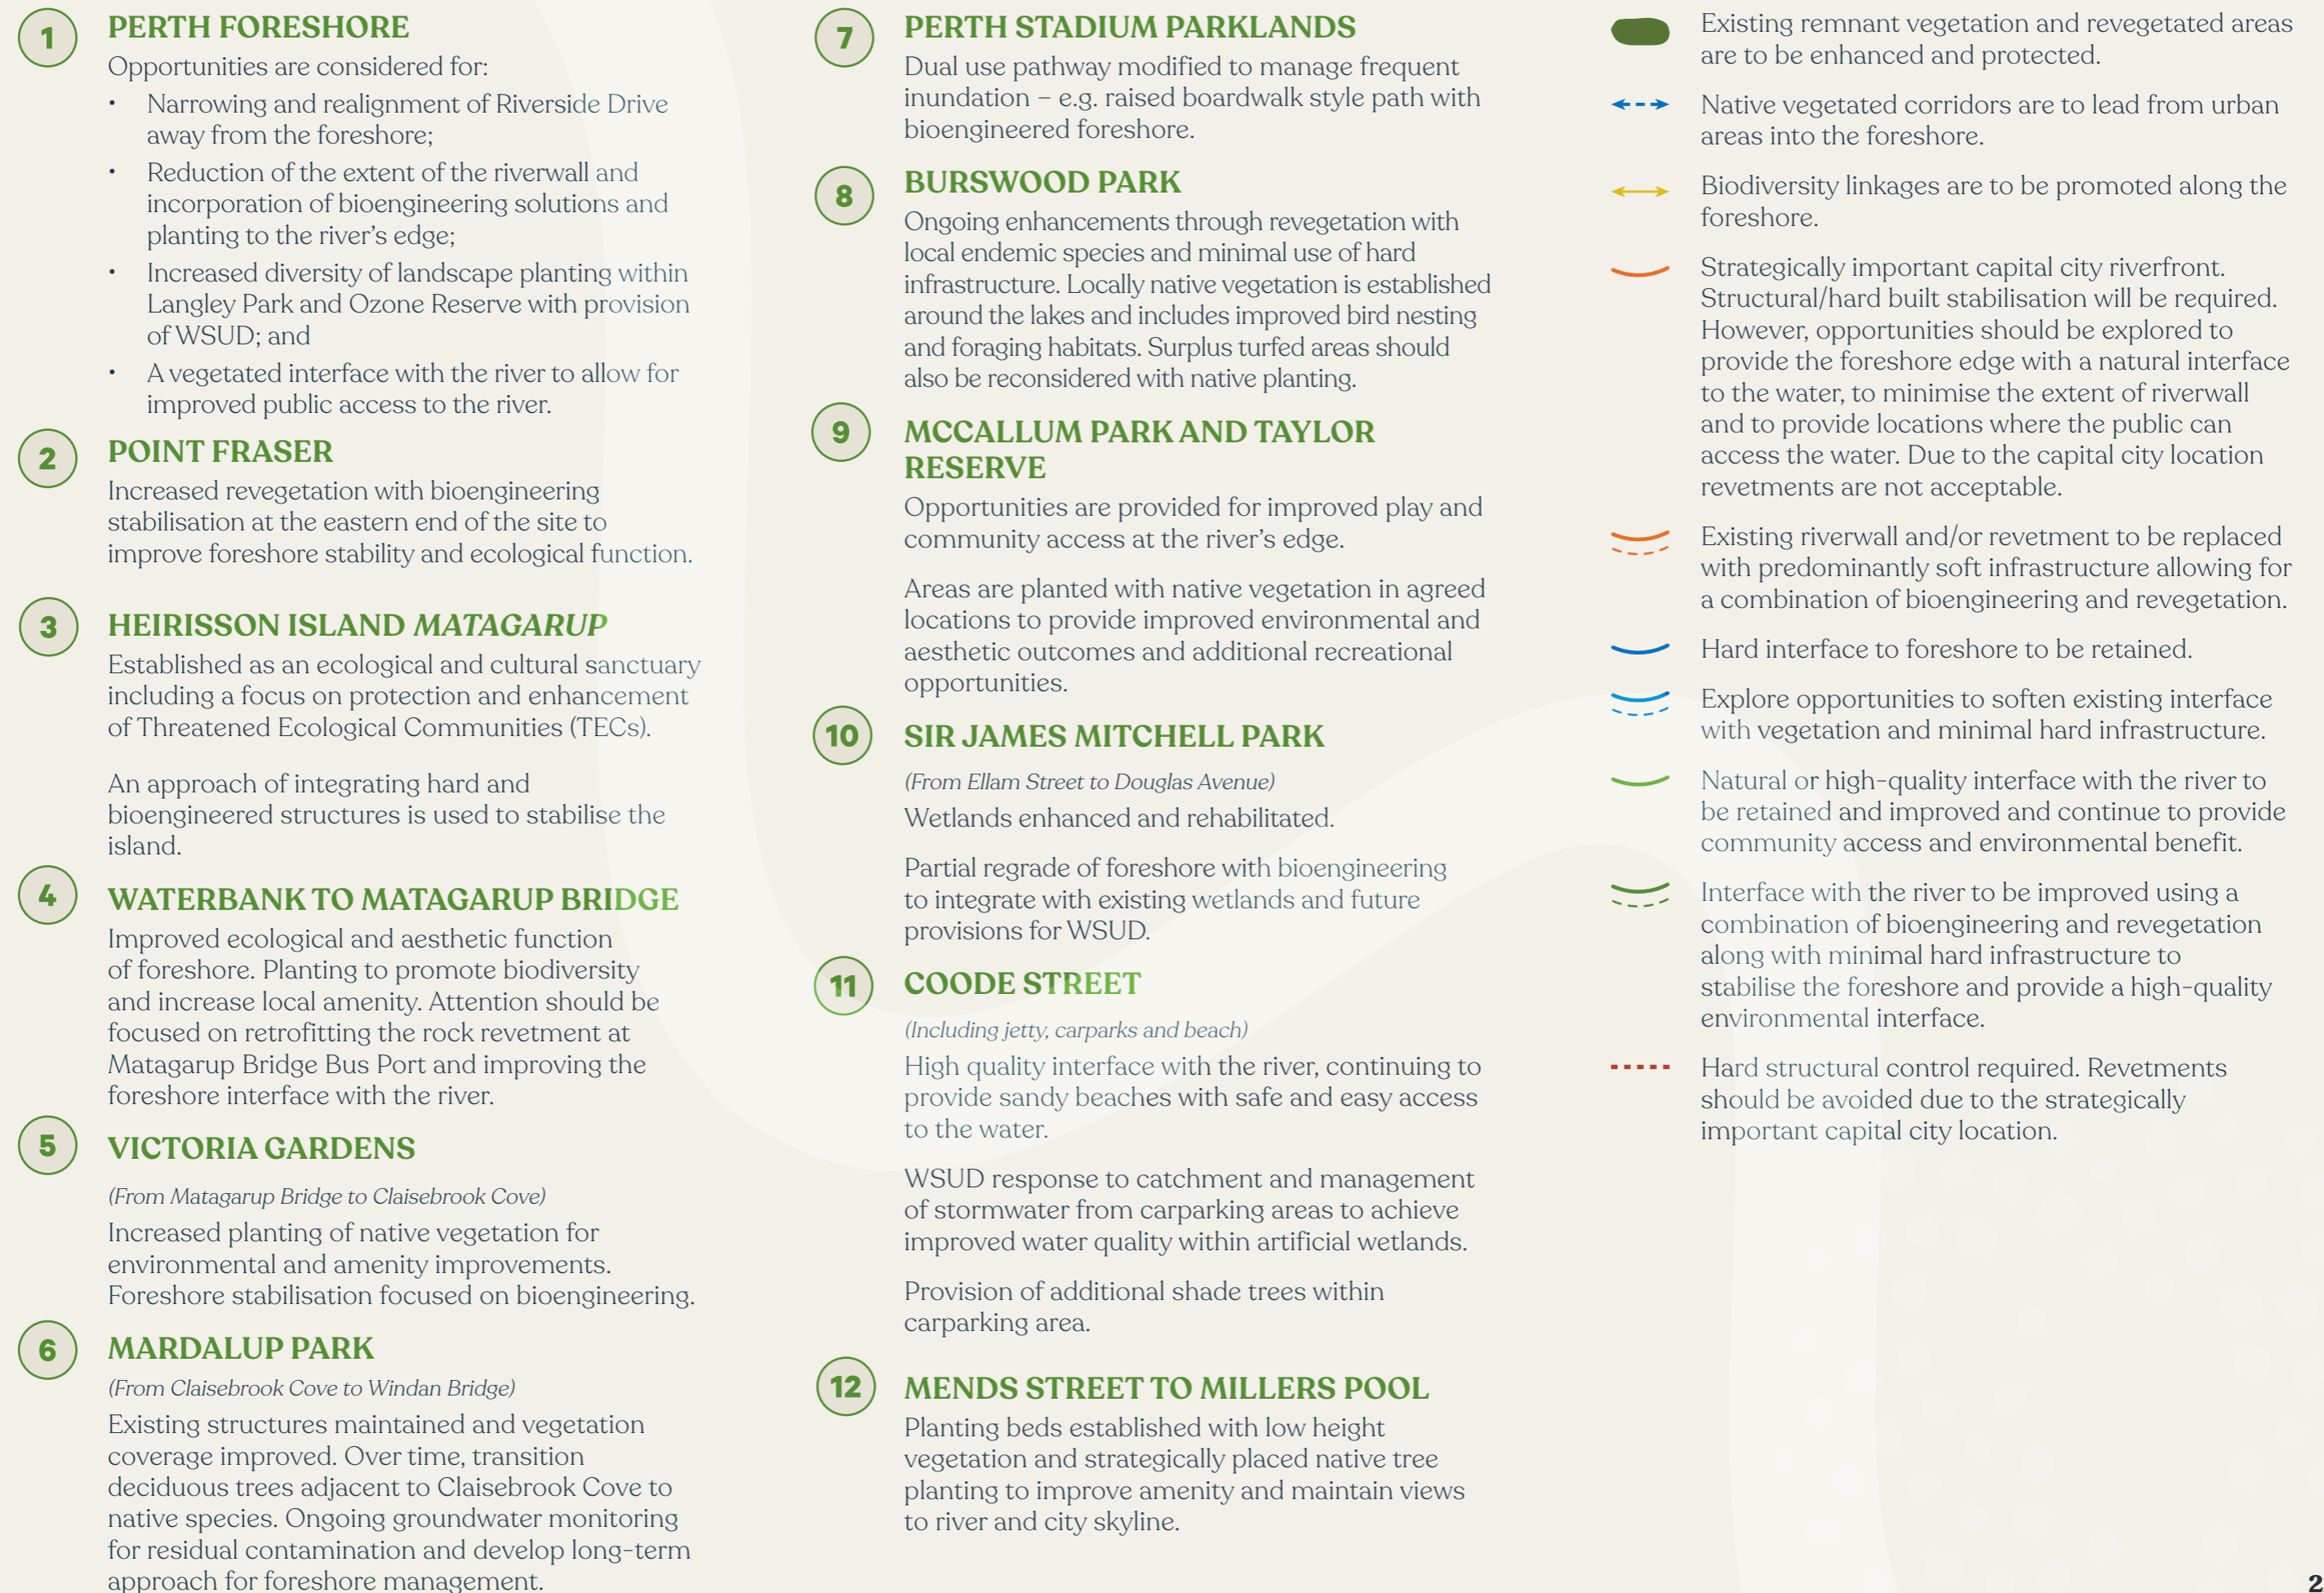 1
PERTH FORESHORE
Opportunities are considered for:
• Narrowing and realignment of Riverside Drive
away from the foreshore;
• Reduction of the extent of the riverwall and
incorporation of bioengineering solutions and
planting to the river's edge;
• Increased diversity of landscape planting within
Langley Park and Ozone Reserve with provision
of WSUD; and
• A vegetated interface with the river to allow for
improved public access to the river.
2
POINT FRASER
Increased revegetation with bioengineering
stabilisation at the eastern end of the site to
improve foreshore stability and ecological function.
3
HEIRISSON ISLAND MATAGARUP
Established as an ecological and cultural sanctuary
including a focus on protection and enhancement
of Threatened Ecological Communities (TECs).
An approach of integrating hard and
bioengineered structures is used to stabilise the
island.
4
WATERBANK TO MATAGARUP BRIDGE
Improved ecological and aesthetic function
of foreshore. Planting to promote biodiversity
and increase local amenity. Attention should be
focused on retrofitting the rock revetment at
Matagarup Bridge Bus Port and improving the
foreshore interface with the river.
5
VICTORIA GARDENS
(From Matagarup Bridge to Claisebrook Cove)
Increased planting of native vegetation for
environmental and amenity improvements.
Foreshore stabilisation focused on bioengineering.
6
MARDALUP PARK
(From Claisebrook Cove to Windan Bridge)
Existing structures maintained and vegetation
coverage improved. Over time, transition
deciduous trees adjacent to Claisebrook Cove to
native species. Ongoing groundwater monitoring
for residual contamination and develop long-term
approach for foreshore management.
7
PERTH STADIUM PARKLANDS
Dual use pathway modified to manage frequent
inundation – e.g. raised boardwalk style path with
bioengineered foreshore.
8
BURSWOOD PARK
Ongoing enhancements through revegetation with
local endemic species and minimal use of hard
infrastructure. Locally native vegetation is established
around the lakes and includes improved bird nesting
and foraging habitats. Surplus turfed areas should
also be reconsidered with native planting.
9
MCCALLUM PARK AND TAYLOR
RESERVE
Opportunities are provided for improved play and
community access at the river's edge.
Areas are planted with native vegetation in agreed
locations to provide improved environmental and
aesthetic outcomes and additional recreational
opportunities.
10
SIR JAMES MITCHELL PARK
(From Ellam Street to Douglas Avenue)
Wetlands enhanced and rehabilitated.
Partial regrade of foreshore with bioengineering
to integrate with existing wetlands and future
provisions for WSUD.
11
COODE STREET
(Including jetty, carparks and beach)
High quality interface with the river, continuing to
provide sandy beaches with safe and easy access
to the water.
WSUD response to catchment and management
of stormwater from carparking areas to achieve
improved water quality within artificial wetlands.
Provision of additional shade trees within
carparking area.
12
MENDS STREET TO MILLERS POOL
Planting beds established with low height
vegetation and strategically placed native tree
planting to improve amenity and maintain views
to river and city skyline.
Existing remnant vegetation and revegetated areas
are to be enhanced and protected.
Native vegetated corridors are to lead from urban
areas into the foreshore.
Biodiversity linkages are to be promoted along the
foreshore.
Strategically important capital city riverfront.
Structural/hard built stabilisation will be required.
However, opportunities should be explored to
provide the foreshore edge with a natural interface
to the water, to minimise the extent of riverwall
and to provide locations where the public can
access the water. Due to the capital city location
revetments are not acceptable.
Existing riverwall and/or revetment to be replaced
with predominantly soft infrastructure allowing for
a combination of bioengineering and revegetation.
Hard interface to foreshore to be retained.
Explore opportunities to soften existing interface
with vegetation and minimal hard infrastructure.
Natural or high-quality interface with the river to
be retained and improved and continue to provide
community access and environmental benefit.
Interface with the river to be improved using a
combination of bioengineering and revegetation
along with minimal hard infrastructure to
stabilise the foreshore and provide a high-quality
environmental interface.
Hard structural control required. Revetments
should be avoided due to the strategically
important capital city location.
2